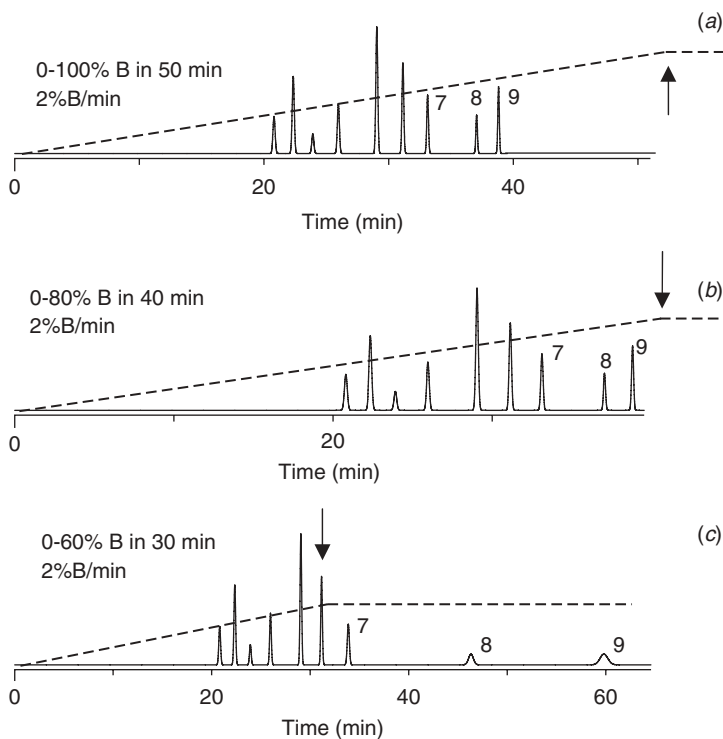 (a)
0-100% B in 50 min
2%B/min
7
8
9
0
20
40
Time (min)
(b)
0-80% B in 40 min
2%B/min
7
8
9
0
20
Time (min)
(c)
0-60% B in 30 min
2%B/min
7
8
9
0
20
40
60
Time (min)